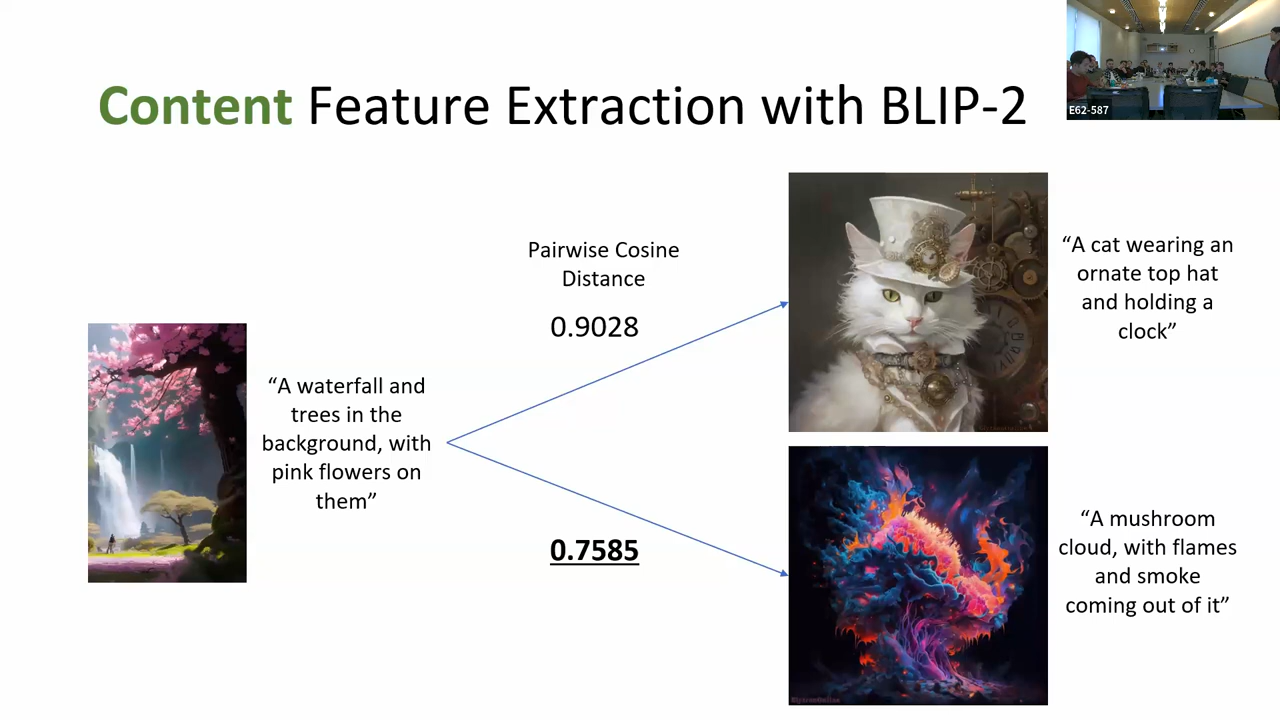 Content Feature Extraction with BLIP-2
E62-587
Pairwise Cosine
Distance
0.9028
“A cat wearing an
ornate top hat
and holding a
clock”
“A waterfall and
trees in the
background, with
pink flowers on
them”
0.7585
“A mushroom
cloud, with flames
and smoke
coming out of it”